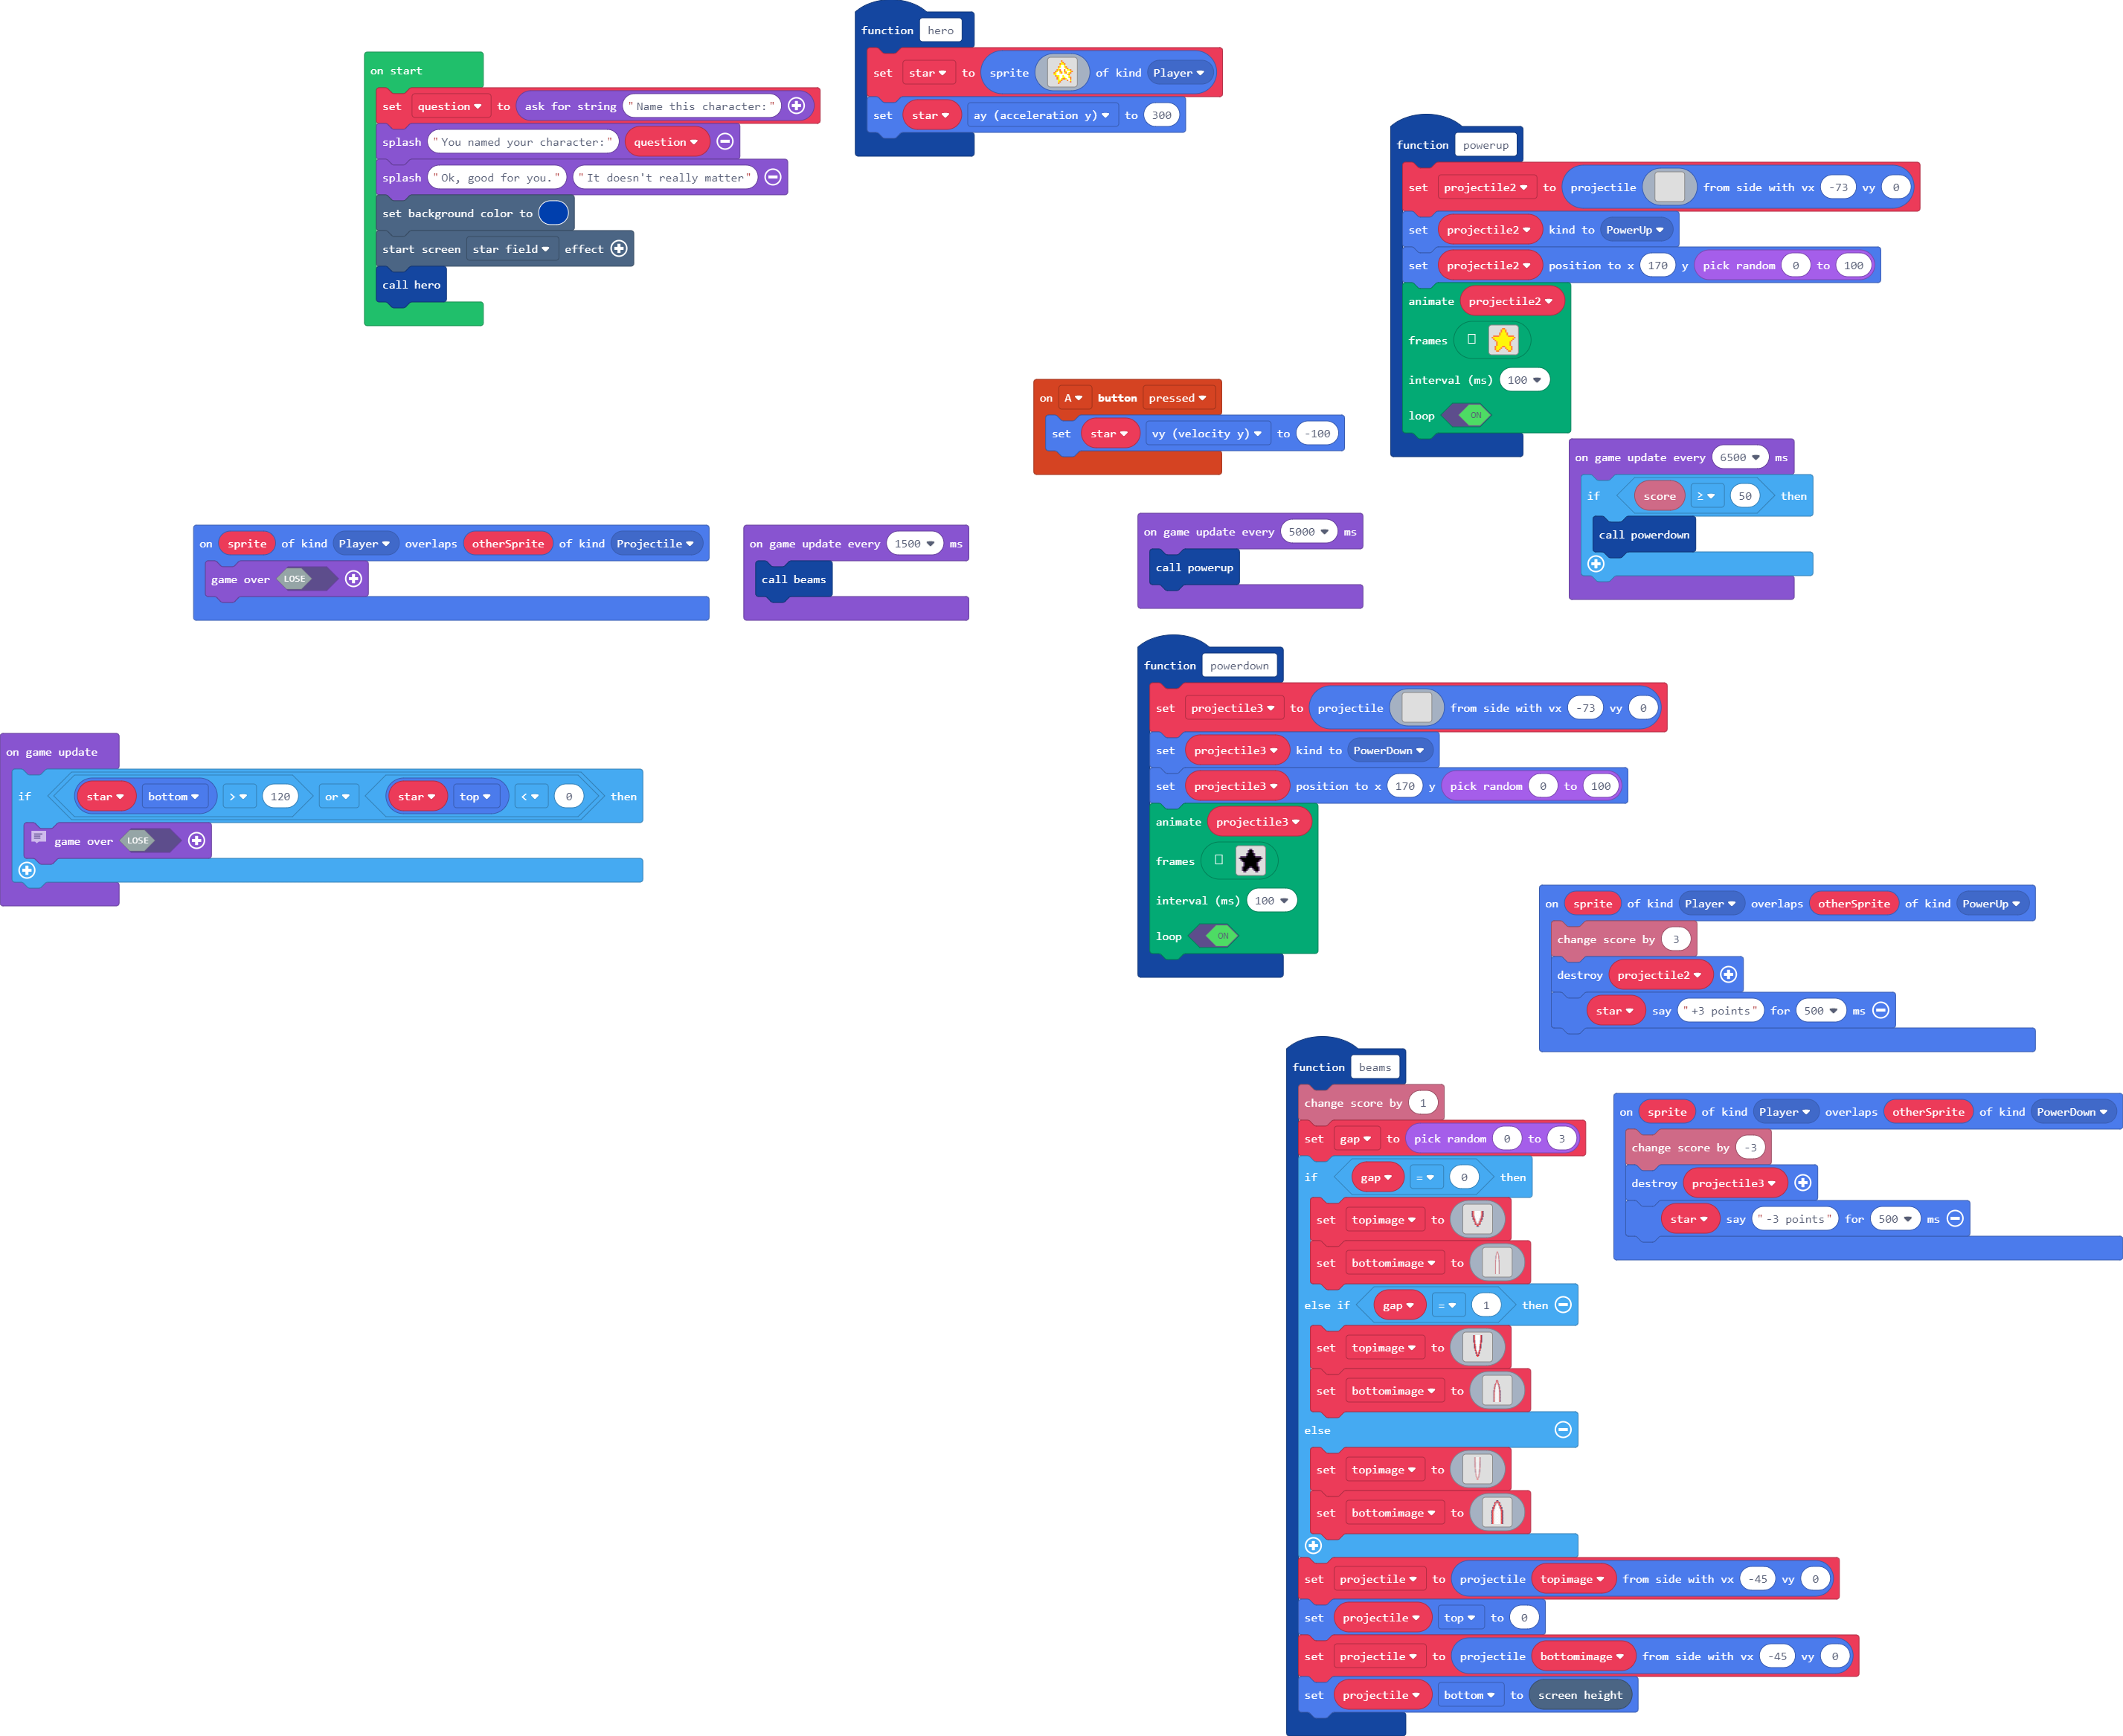 on start
set question to ask for string "Name this character:"
splash "You named your character:" question
splash "Ok, good for you." "It doesn't really matter"
set background color to
start screen star field effect
call hero
function hero
set star to sprite of kind Player
set star ay (acceleration y) to 300
function powerup
set projectile2 to projectile from side with vx -73 vy 0
set projectile2 kind to PowerUp
set projectile2 position to x 170 y pick random 0 to 100
animate projectile2
frames
interval (ms) 100
loop ON
on A button pressed
set star vy (velocity y) to -100
on game update every 6500 ms
if score ≥ 50 then
call powerdown
on sprite of kind Player overlaps otherSprite of kind Projectile
game over LOSE
on game update every 1500 ms
call beams
on game update every 5000 ms
call powerup
function powerdown
set projectile3 to projectile from side with vx -73 vy 0
set projectile3 kind to PowerDown
set projectile3 position to x 170 y pick random 0 to 100
animate projectile3
frames
interval (ms) 100
loop ON
on game update
if star bottom > 120 or star top < 0 then
game over LOSE
on sprite of kind Player overlaps otherSprite of kind PowerUp
change score by 3
destroy projectile2
star say "+3 points" for 500 ms
function beams
change score by 1
set gap to pick random 0 to 3
if gap = 0 then
set topimage to
set bottomimage to
else if gap = 1 then
set topimage to
set bottomimage to
else
set topimage to
set bottomimage to
set projectile to projectile topimage from side with vx -45 vy 0
set projectile top to 0
set projectile to projectile bottomimage from side with vx -45 vy 0
set projectile bottom to screen height
on sprite of kind Player overlaps otherSprite of kind PowerDown
change score by -3
destroy projectile3
star say "-3 points" for 500 ms